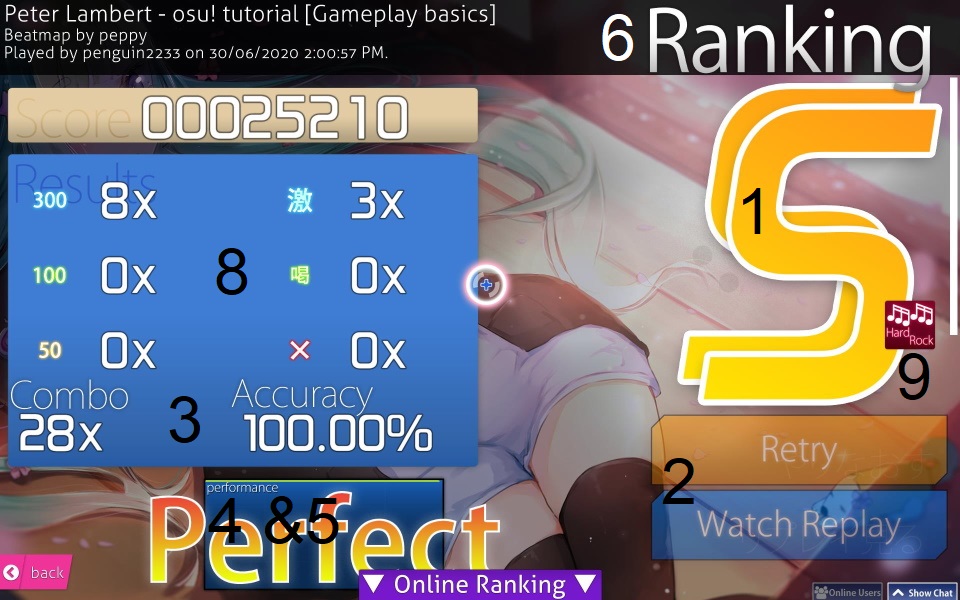 Peter Lambert - osu! tutorial [Gameplay basics]
Beatmap by peppy
Played by penguin2233 on 30/06/2020 2:00:57 PM.
6 Ranking
Score 00025210
Results
300 8x 激 3x
1
100 0x 8 喝 0x
50 0x ✕ 0x
Hard Rock
9
Combo Accuracy
28x 3 100.00%
Retry
2
performance
Perfect
4 &5
Watch Replay
back
▼ Online Ranking ▼
Online Users
Show Chat